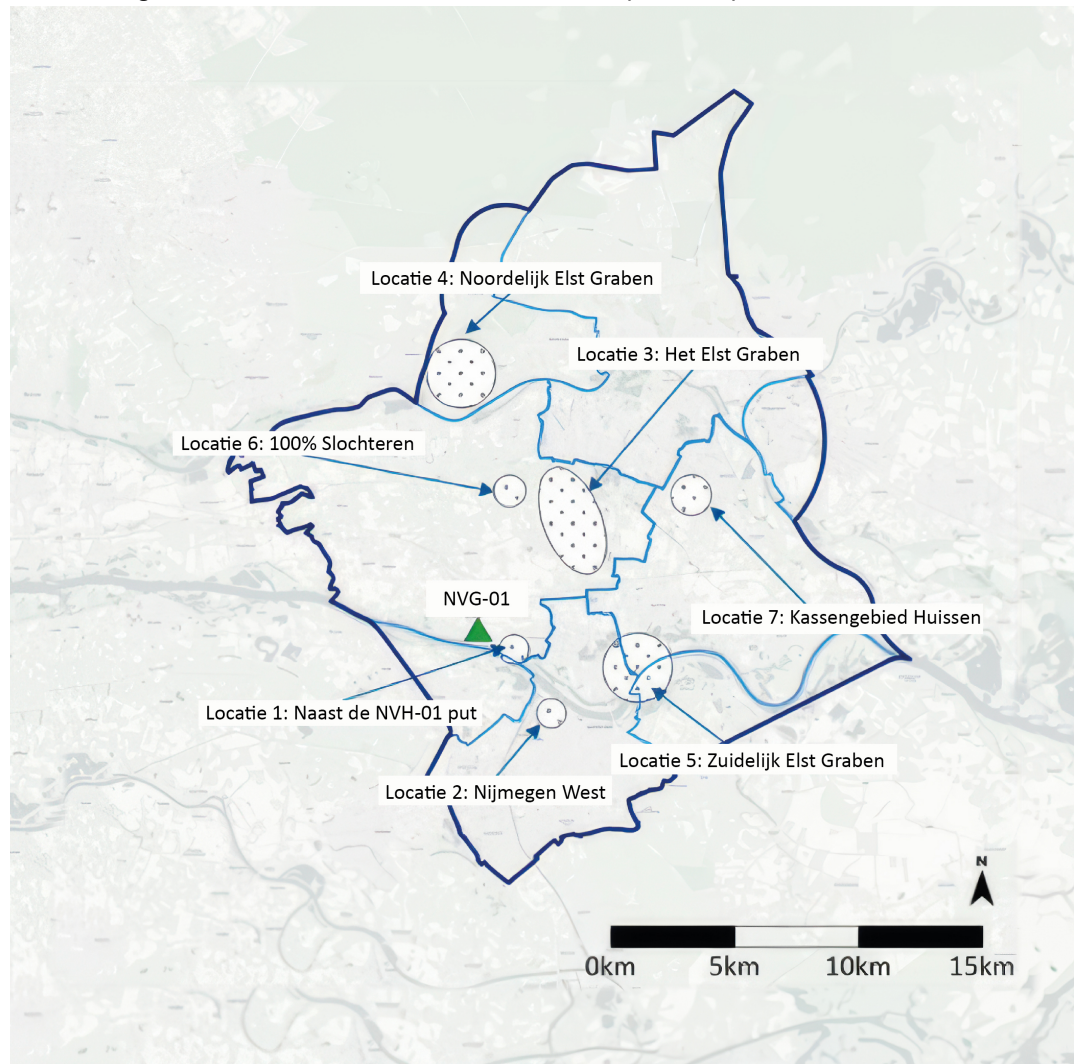 Locatie 4: Noordelijk Elst Graben
Locatie 3: Het Elst Graben
Locatie 6: 100% Slochteren
NVG-01
Locatie 7: Kassengebied Huissen
Locatie 1: Naast de NVH-01 put
Locatie 5: Zuidelijk Elst Graben
Locatie 2: Nijmegen West
N
0km 5km 10km 15km